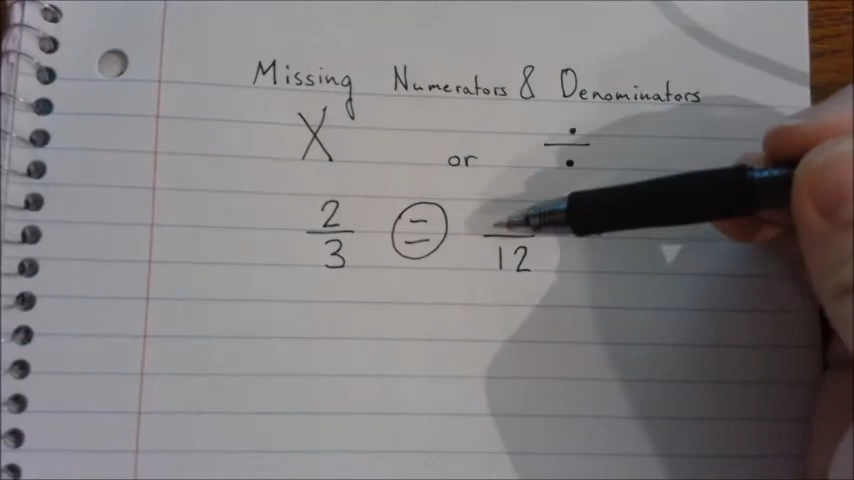 Missing Numerators & Denominators
X or ÷
2/3 = /12